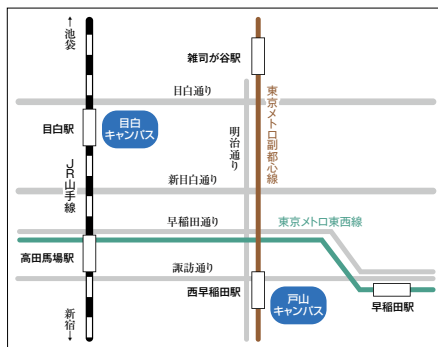 ←池袋
雑司が谷駅
目白通り
目白駅
目白
キャンパス
明治通り
東京メトロ副都心線
JR山手線
新目白通り
早稲田通り
東京メトロ東西線
高田馬場駅
諏訪通り
西早稲田駅
戸山
キャンパス
早稲田駅
新宿→